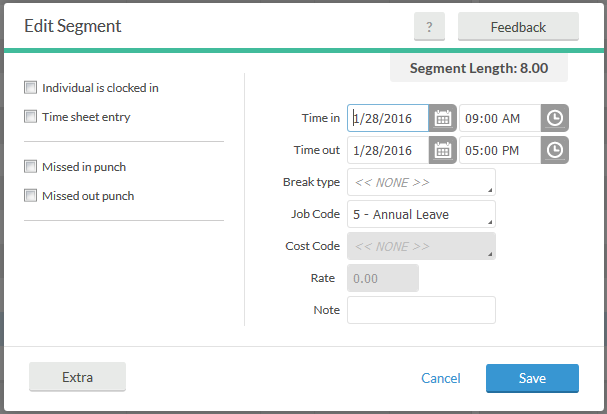 Edit Segment
?
Feedback
Segment Length: 8.00
Individual is clocked in
Time sheet entry
Missed in punch
Missed out punch
Time in 1/28/2016 09:00 AM
Time out 1/28/2016 05:00 PM
Break type << NONE >>
Job Code 5 - Annual Leave
Cost Code << NONE >>
Rate 0.00
Note
Extra
Cancel
Save